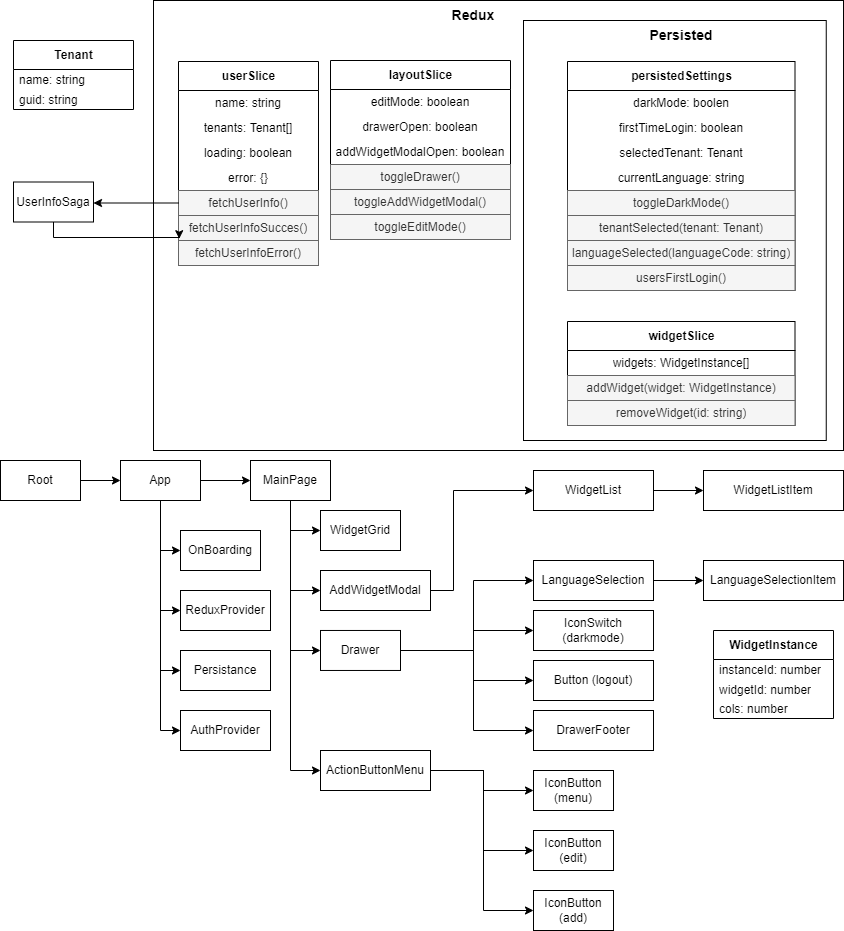 Redux
Tenant
name: string
guid: string
userSlice
name: string
tenants: Tenant[]
loading: boolean
error: {}
fetchUserInfo()
fetchUserInfoSucces()
fetchUserInfoError()
UserInfoSaga
layoutSlice
editMode: boolean
drawerOpen: boolean
addWidgetModalOpen: boolean
toggleDrawer()
toggleAddWidgetModal()
toggleEditMode()
Persisted
persistedSettings
darkMode: boolen
firstTimeLogin: boolean
selectedTenant: Tenant
currentLanguage: string
toggleDarkMode()
tenantSelected(tenant: Tenant)
languageSelected(languageCode: string)
usersFirstLogin()
widgetSlice
widgets: WidgetInstance[]
addWidget(widget: WidgetInstance)
removeWidget(id: string)
Root
App
MainPage
OnBoarding
ReduxProvider
Persistance
AuthProvider
WidgetGrid
AddWidgetModal
Drawer
ActionButtonMenu
WidgetList
WidgetListItem
LanguageSelection
LanguageSelectionItem
IconSwitch
(darkmode)
Button (logout)
DrawerFooter
IconButton
(menu)
IconButton
(edit)
IconButton
(add)
WidgetInstance
instanceId: number
widgetId: number
cols: number